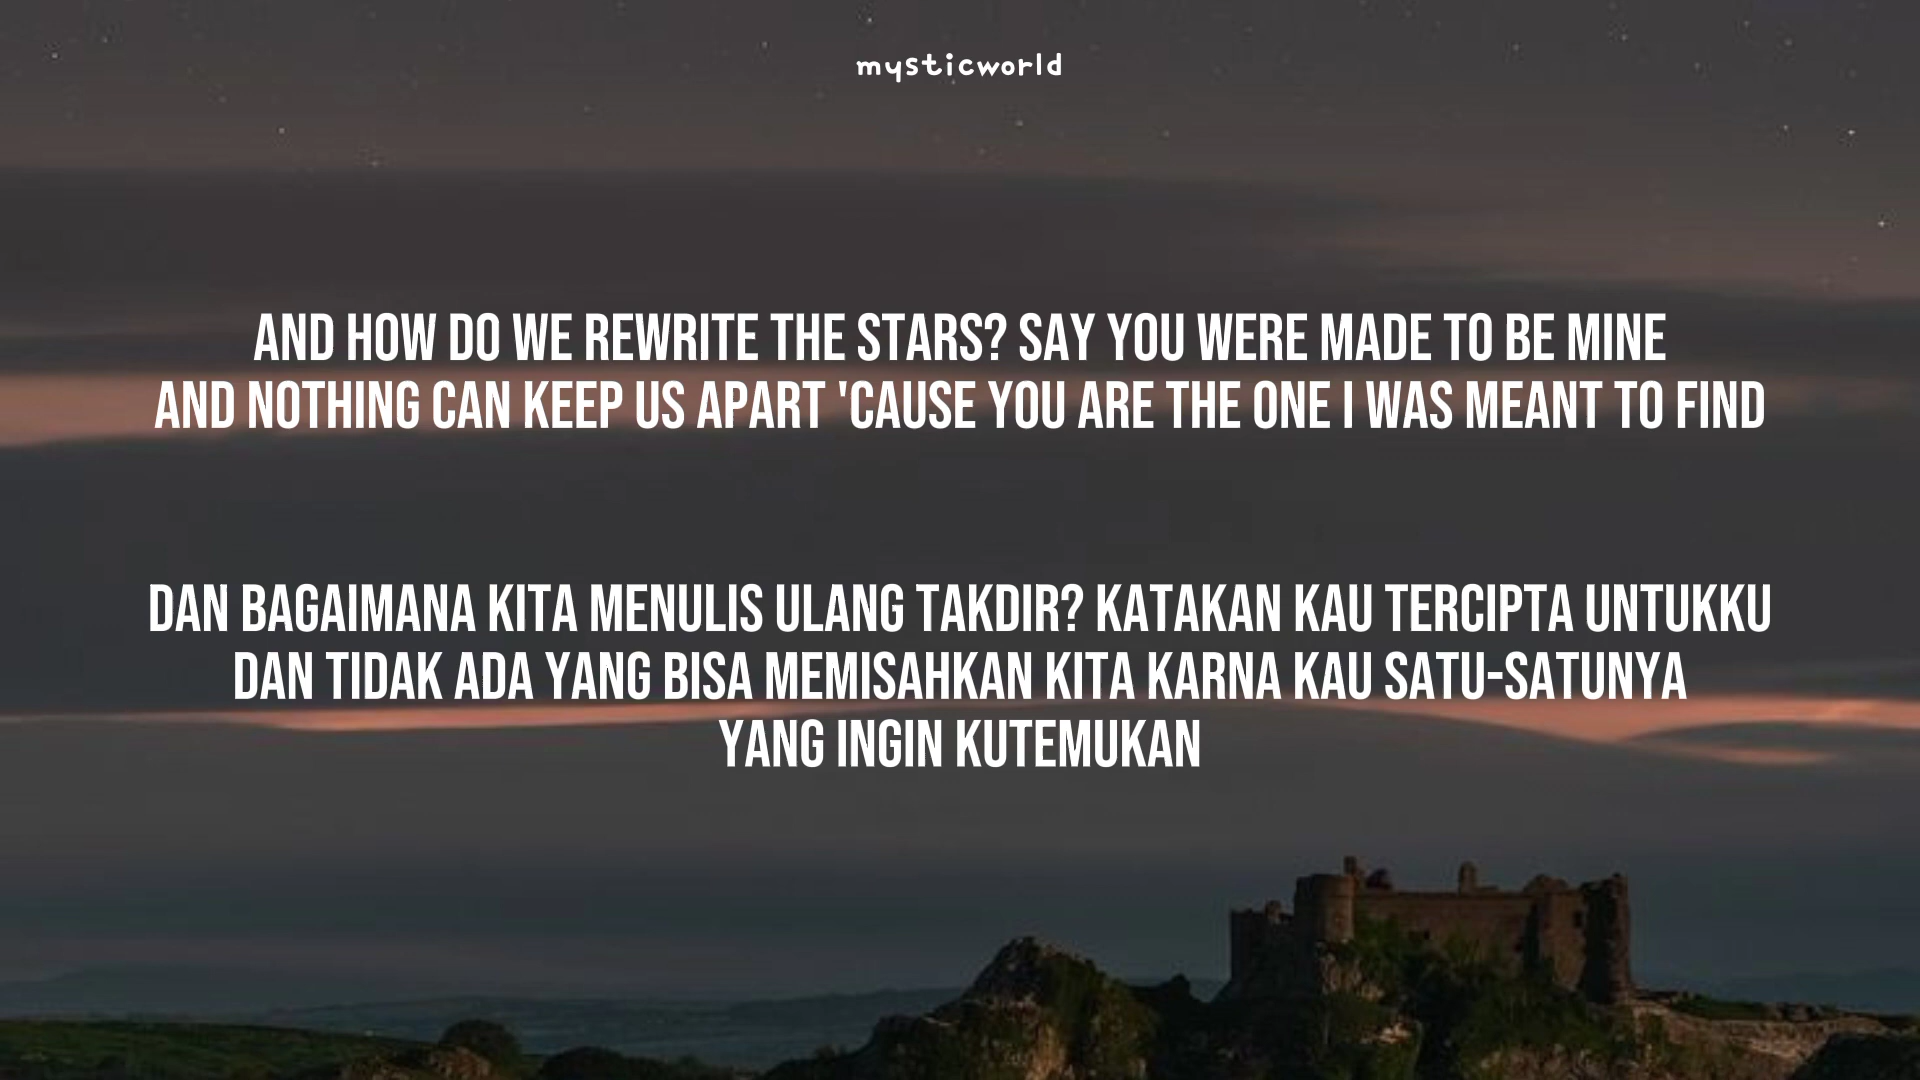 mysticworld
AND HOW DO WE REWRITE THE STARS? SAY YOU WERE MADE TO BE MINE
AND NOTHING CAN KEEP US APART 'CAUSE YOU ARE THE ONE I WAS MEANT TO FIND
DAN BAGAIMANA KITA MENULIS ULANG TAKDIR? KATAKAN KAU TERCIPTA UNTUKKU
DAN TIDAK ADA YANG BISA MEMISAHKAN KITA KARNA KAU SATU-SATUNYA
YANG INGIN KUTEMUKAN